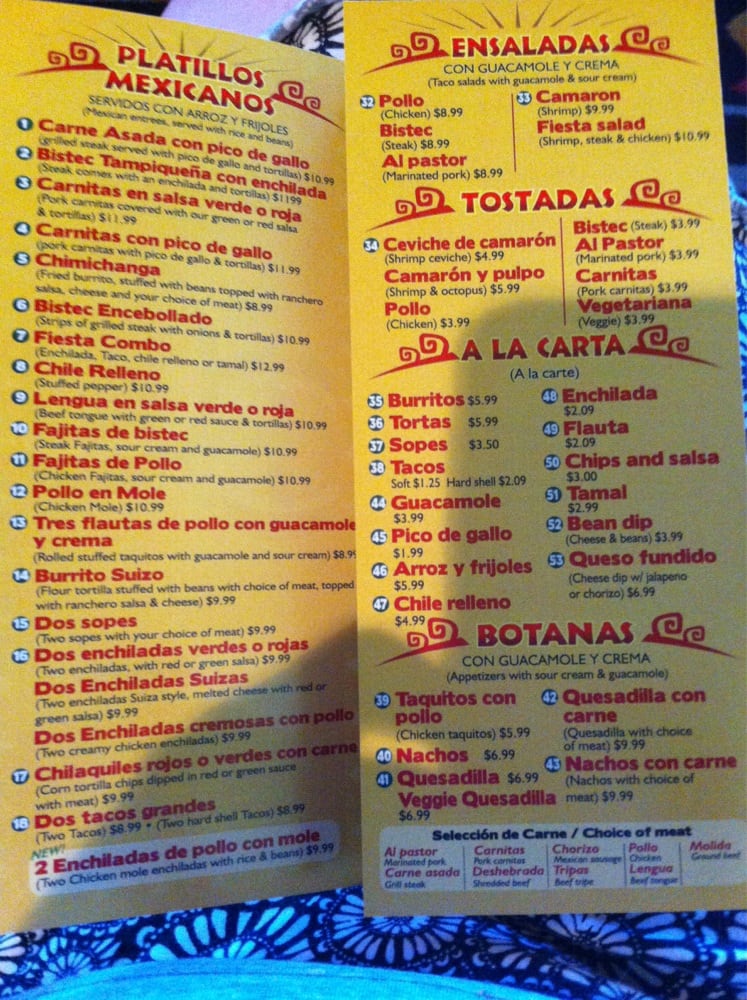 PLATILLOS
MEXICANOS
SERVIDOS CON ARROZ Y FRIJOLES
(Mexican entrees, served with rice and beans)
1 Carne Asada con pico de gallo
(grilled steak served with pico de gallo and tortillas) $10.99
2 Bistec Tampiqueña con enchilada
(Steak comes with an enchilada and tortillas) $1199
3 Carnitas en salsa verde o roja
(Pork carnitas covered with our green or red salsa
& tortillas) $11.99
4 Carnitas con pico de gallo
(pork carnitas with pico de gallo & tortillas) $11.99
5 Chimichanga
(Fried burrito, stuffed with beans topped with ranchero
salsa, cheese and your choice of meat) $8.99
6 Bistec Encebollado
(Strips of grilled steak with onions & tortillas) $10.99
7 Fiesta Combo
(Enchilada, Taco, chile relleno or tamal) $12.99
8 Chile Relleno
(Stuffed pepper) $10.99
9 Lengua en salsa verde o roja
(Beef tongue with green or red sauce & tortillas) $10.99
10 Fajitas de bistec
(Steak Fajitas, sour cream and guacamole) $10.99
11 Fajitas de Pollo
(Chicken Fajitas, sour cream and guacamole) $10.99
12 Pollo en Mole
(Chicken Mole) $10.99
13 Tres flautas de pollo con guacamole
y crema
(Rolled stuffed taquitos with guacamole and sour cream) $8.99
14 Burrito Suizo
(Flour tortilla stuffed with beans with choice of meat, topped
with ranchero salsa & cheese) $9.99
15 Dos sopes
(Two sopes with your choice of meat) $9.99
16 Dos enchiladas verdes o rojas
(Two enchiladas, with red or green salsa) $9.99
Dos Enchiladas Suizas
(Two enchiladas Suiza style, melted cheese with red or
green salsa) $9.99
Dos Enchiladas cremosas con pollo
(Two creamy chicken enchiladas) $9.99
17 Chilaquiles rojos o verdes con carne
(Corn tortilla chips dipped in red or green sauce
with meat) $9.99
18 Dos tacos grandes
(Two Tacos) $8.99 • (Two hard shell Tacos) $8.99
NEW!
2 Enchiladas de pollo con mole
(Two Chicken mole enchiladas with rice & beans) $9.99
ENSALADAS
CON GUACAMOLE Y CREMA
(Taco salads with guacamole & sour cream)
32 Pollo
(Chicken) $8.99
Bistec
(Steak) $8.99
Al pastor
(Marinated pork) $8.99
33 Camaron
(Shrimp) $9.99
Fiesta salad
(Shrimp, steak & chicken) $10.99
TOSTADAS
34 Ceviche de camarón
(Shrimp ceviche) $4.99
Camarón y pulpo
(Shrimp & octopus) $5.99
Pollo
(Chicken) $3.99
Bistec (Steak) $3.99
Al Pastor
(Marinated pork) $3.99
Carnitas
(Pork carnitas) $3.99
Vegetariana
(Veggie) $3.99
A LA CARTA
(A la carte)
35 Burritos $5.99
36 Tortas $5.99
37 Sopes $3.50
38 Tacos
Soft $1.25 Hard shell $2.09
44 Guacamole
$3.99
45 Pico de gallo
$1.99
46 Arroz y frijoles
$5.99
47 Chile relleno
$4.99
48 Enchilada
$2.09
49 Flauta
$2.09
50 Chips and salsa
$3.00
51 Tamal
$2.99
52 Bean dip
(Cheese & beans) $3.99
53 Queso fundido
(Cheese dip w/ jalapeno
or chorizo) $6.99
BOTANAS
CON GUACAMOLE Y CREMA
(Appetizers with sour cream & guacamole)
39 Taquitos con
pollo
(Chicken taquitos) $5.99
40 Nachos $6.99
41 Quesadilla $6.99
Veggie Quesadilla
$6.99
42 Quesadilla con
carne
(Quesadilla with choice
of meat) $9.99
43 Nachos con carne
(Nachos with choice of
meat) $9.99
Selección de Carne / Choice of meat
Al pastor
Marinated pork
Carne asada
Grill steak
Carnitas
Pork carnitas
Deshebrada
Shredded beef
Chorizo
Mexican sausage
Tripas
Beef tripe
Pollo
Chicken
Lengua
Beef tongue
Molida
Ground beef